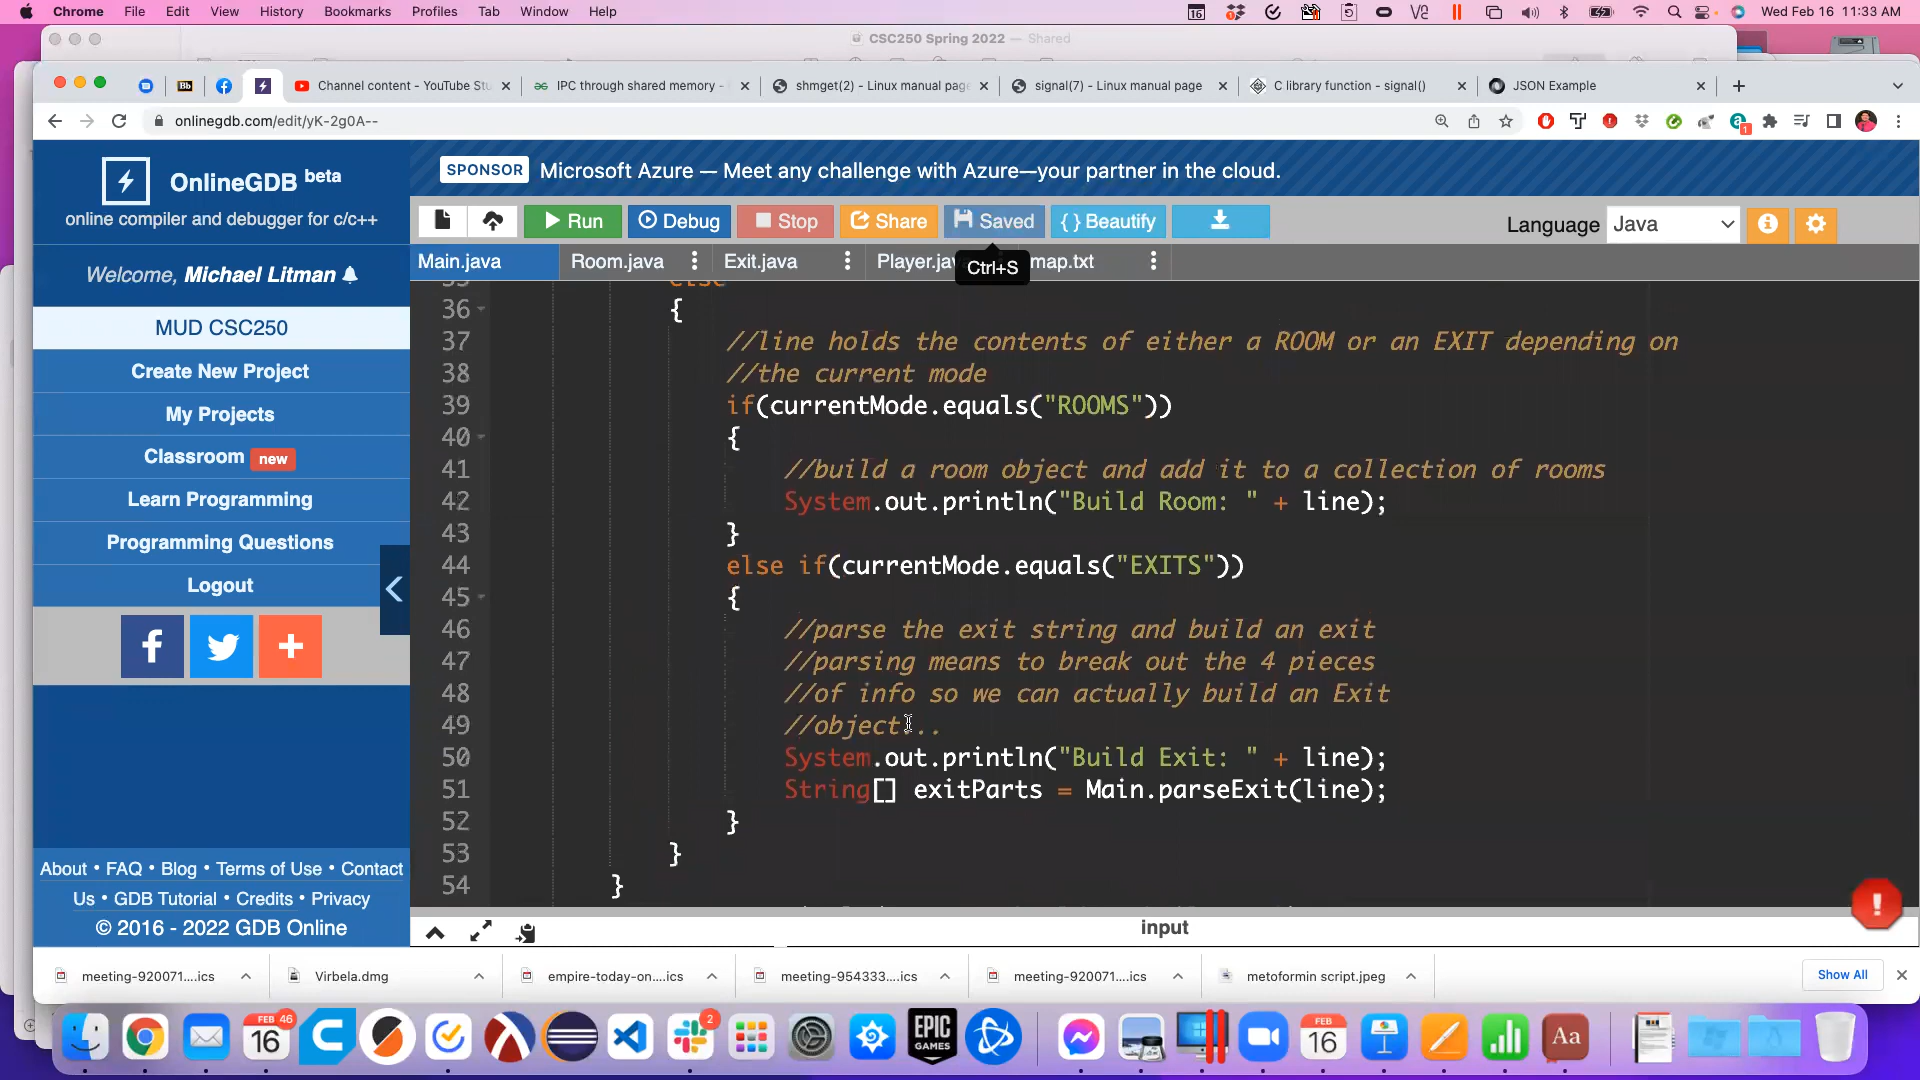 Chrome File Edit View History Bookmarks Profiles Tab Window Help
Wed Feb 16 11:33 AM
CSC250 Spring 2022 — Shared
Channel content - YouTube Stu
IPC through shared memory -
shmget(2) - Linux manual page
signal(7) - Linux manual page
C library function - signal()
JSON Example
onlinegdb.com/edit/yK-2g0A--
OnlineGDB beta
online compiler and debugger for c/c++
SPONSOR Microsoft Azure — Meet any challenge with Azure—your partner in the cloud.
Run Debug Stop Share Saved { } Beautify
Language Java
Welcome, Michael Litman
MUD CSC250
Create New Project
My Projects
Classroom new
Learn Programming
Programming Questions
Logout
Main.java Room.java Exit.java Player.jav map.txt
Ctrl+S
else
36 {
37 //line holds the contents of either a ROOM or an EXIT depending on
38 //the current mode
39 if(currentMode.equals("ROOMS"))
40 {
41 //build a room object and add it to a collection of rooms
42 System.out.println("Build Room: " + line);
43 }
44 else if(currentMode.equals("EXITS"))
45 {
46 //parse the exit string and build an exit
47 //parsing means to break out the 4 pieces
48 //of info so we can actually build an Exit
49 //object...
50 System.out.println("Build Exit: " + line);
51 String[] exitParts = Main.parseExit(line);
52 }
53 }
54 }
About • FAQ • Blog • Terms of Use • Contact
Us • GDB Tutorial • Credits • Privacy
© 2016 - 2022 GDB Online
input
meeting-920071....ics
Virbela.dmg
empire-today-on....ics
meeting-954333....ics
meeting-920071....ics
metoformin script.jpeg
Show All
FEB 46
16
2
EPIC
GAMES
FEB
16
Aa